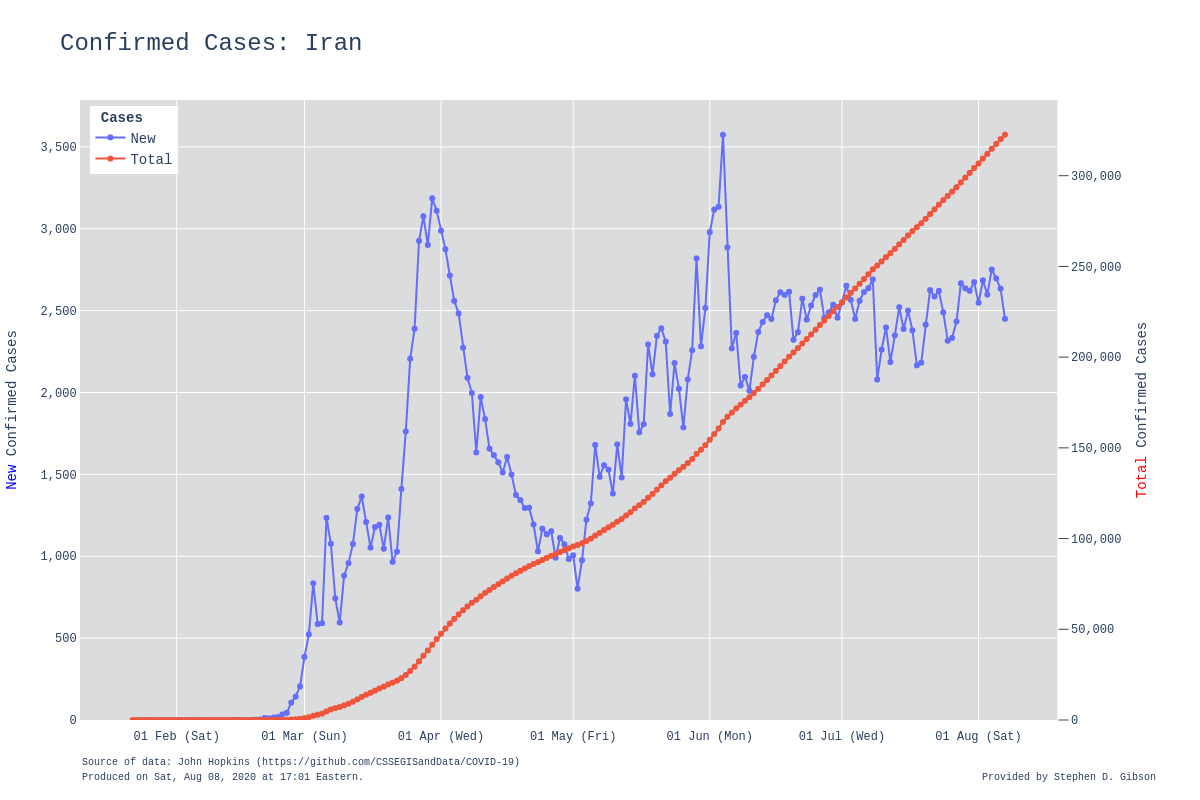 Confirmed Cases: Iran
Cases
New
Total
3,500
3,000
2,500
2,000
1,500
1,000
500
0
300,000
250,000
200,000
150,000
100,000
50,000
0
New Confirmed Cases
Total Confirmed Cases
01 Feb (Sat)
01 Mar (Sun)
01 Apr (Wed)
01 May (Fri)
01 Jun (Mon)
01 Jul (Wed)
01 Aug (Sat)
Source of data: John Hopkins (https://github.com/CSSEGISandData/COVID-19)
Produced on Sat, Aug 08, 2020 at 17:01 Eastern.
Provided by Stephen D. Gibson